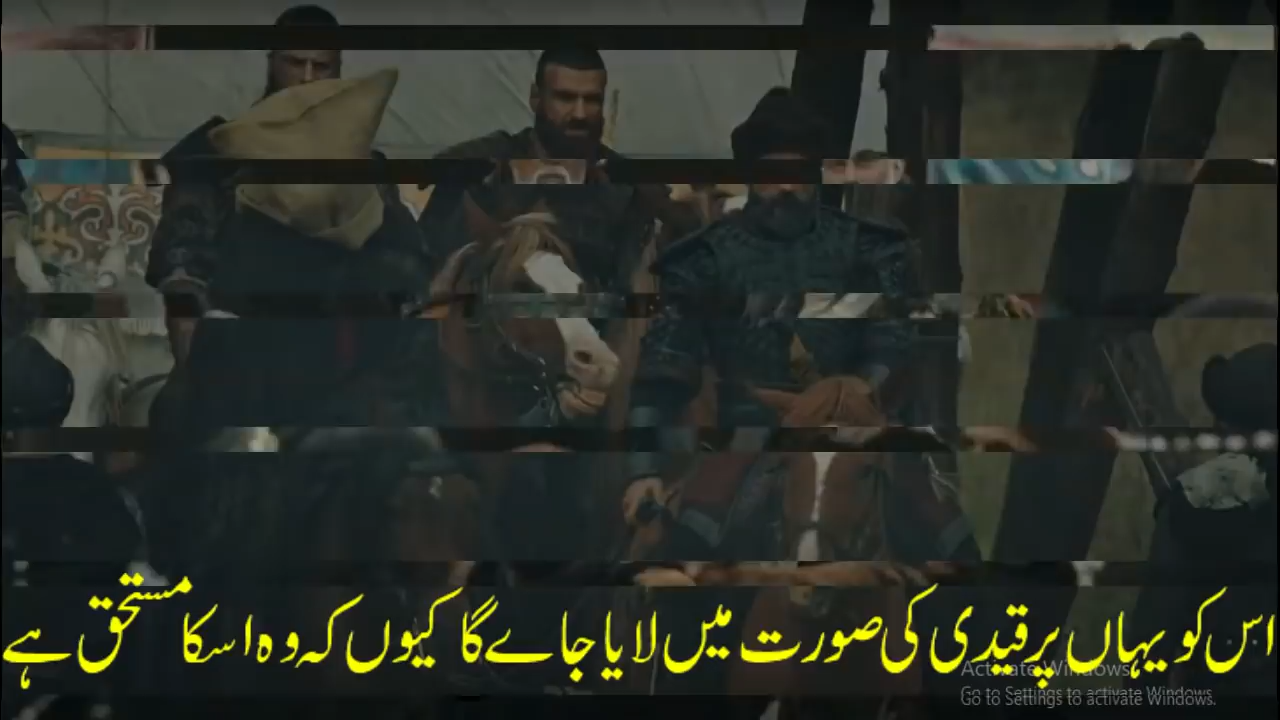 اس کو یہاں پر قیدی کی صورت میں لایا جاۓ گا کیوں کہ وہ اسکا مستحق ہے
Activate Windows
Go to Settings to activate Windows.